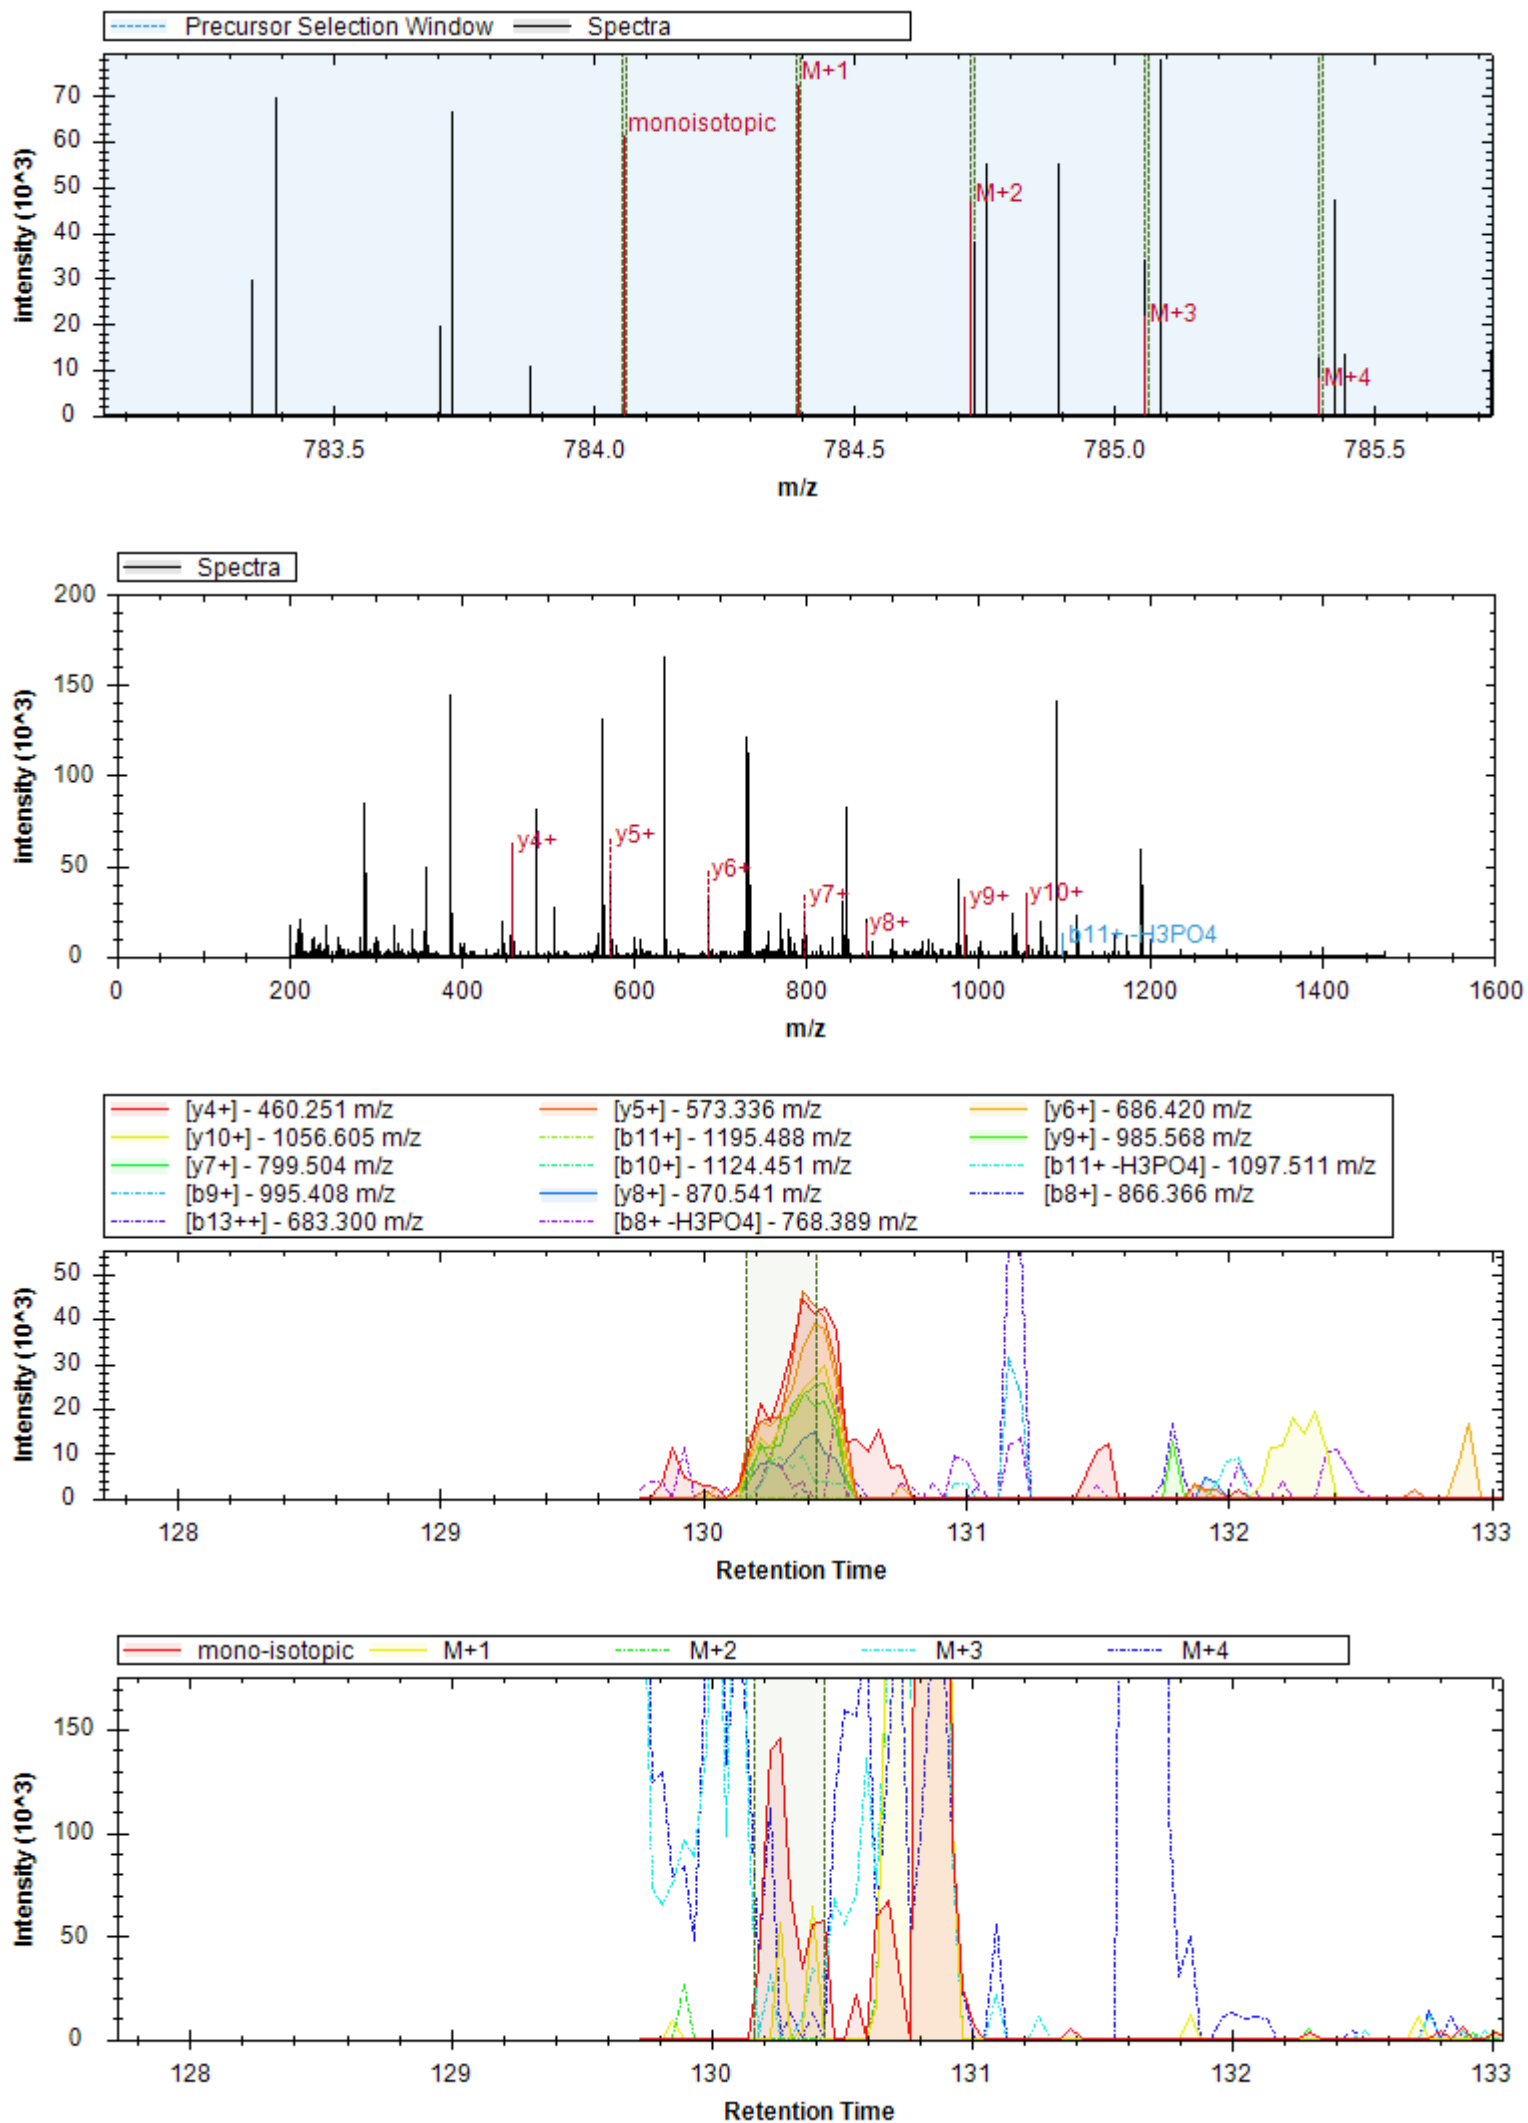 Precursor Selection Window Spectra
M+1
monoisotopic
M+2
M+3
M+4
70
60
50
40
30
20
10
0
intensity (10^3)
783.5 784.0 784.5 785.0 785.5
m/z
Spectra
200
150
100
50
0
intensity (10^3)
y4+ y5+ y6+ y7+ y8+ y9+ y10+ b11+ -H3PO4
0 200 400 600 800 1000 1200 1400 1600
m/z
[y4+] - 460.251 m/z [y5+] - 573.336 m/z [y6+] - 686.420 m/z
[y10+] - 1056.605 m/z [b11+] - 1195.488 m/z [y9+] - 985.568 m/z
[y7+] - 799.504 m/z [b10+] - 1124.451 m/z [b11+ -H3PO4] - 1097.511 m/z
[b9+] - 995.408 m/z [y8+] - 870.541 m/z [b8+] - 866.366 m/z
[b13++] - 683.300 m/z [b8+ -H3PO4] - 768.389 m/z
50
40
30
20
10
0
Intensity (10^3)
128 129 130 131 132 133
Retention Time
mono-isotopic M+1 M+2 M+3 M+4
150
100
50
0
Intensity (10^3)
128 129 130 131 132 133
Retention Time